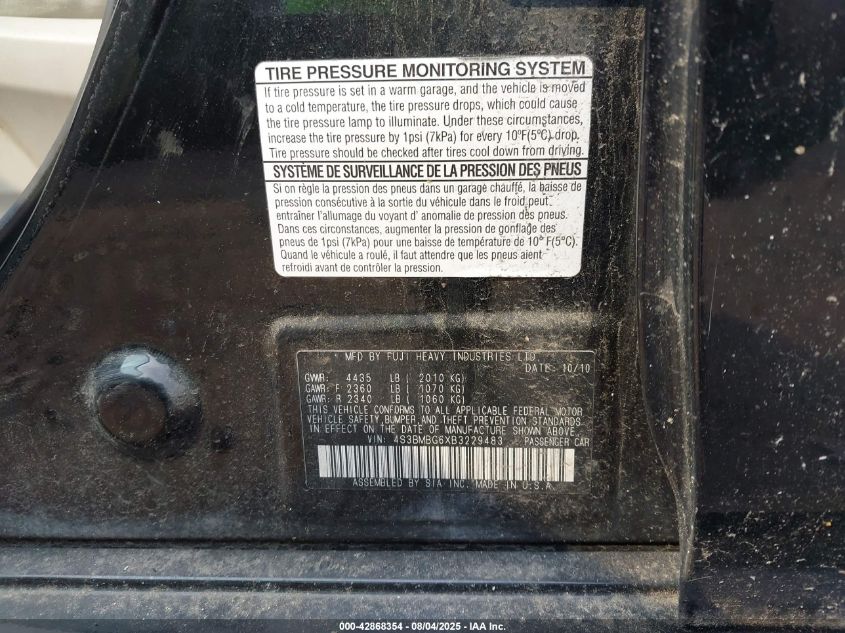 TIRE PRESSURE MONITORING SYSTEM
If tire pressure is set in a warm garage, and the vehicle is moved
to a cold temperature, the tire pressure drops, which could cause
the tire pressure lamp to illuminate. Under these circumstances,
increase the tire pressure by 1psi (7kPa) for every 10°F(5°C) drop.
Tire pressure should be checked after tires cool down from driving.
SYSTÈME DE SURVEILLANCE DE LA PRESSION DES PNEUS
Si on règle la pression des pneus dans un garage chauffé, la baisse de
pression consécutive à la sortie du véhicule dans le froid peut
entraîner l'allumage du voyant d' anomalie de pression des pneus.
Dans ces circonstances, augmenter la pression de gonflage des
pneus de 1psi (7kPa) pour une baisse de température de 10° F(5°C).
Quand le véhicule a roulé, il faut attendre que les pneus aient
refroidi avant de contrôler la pression.
MFD BY FUJI HEAVY INDUSTRIES LTD.
DATE: 10/10
GVWR: 4435 LB ( 2010 KG)
GAWR: F 2360 LB ( 1070 KG)
GAWR: R 2340 LB ( 1060 KG)
THIS VEHICLE CONFORMS TO ALL APPLICABLE FEDERAL MOTOR
VEHICLE SAFETY, BUMPER, AND THEFT PREVENTION STANDARDS
IN EFFECT ON THE DATE OF MANUFACTURE SHOWN ABOVE.
VIN: 4S3BMBG6XB3229483 PASSENGER CAR
ASSEMBLED BY SIA INC. MADE IN U.S.A.
000-42868354 - 08/04/2025 - IAA Inc.